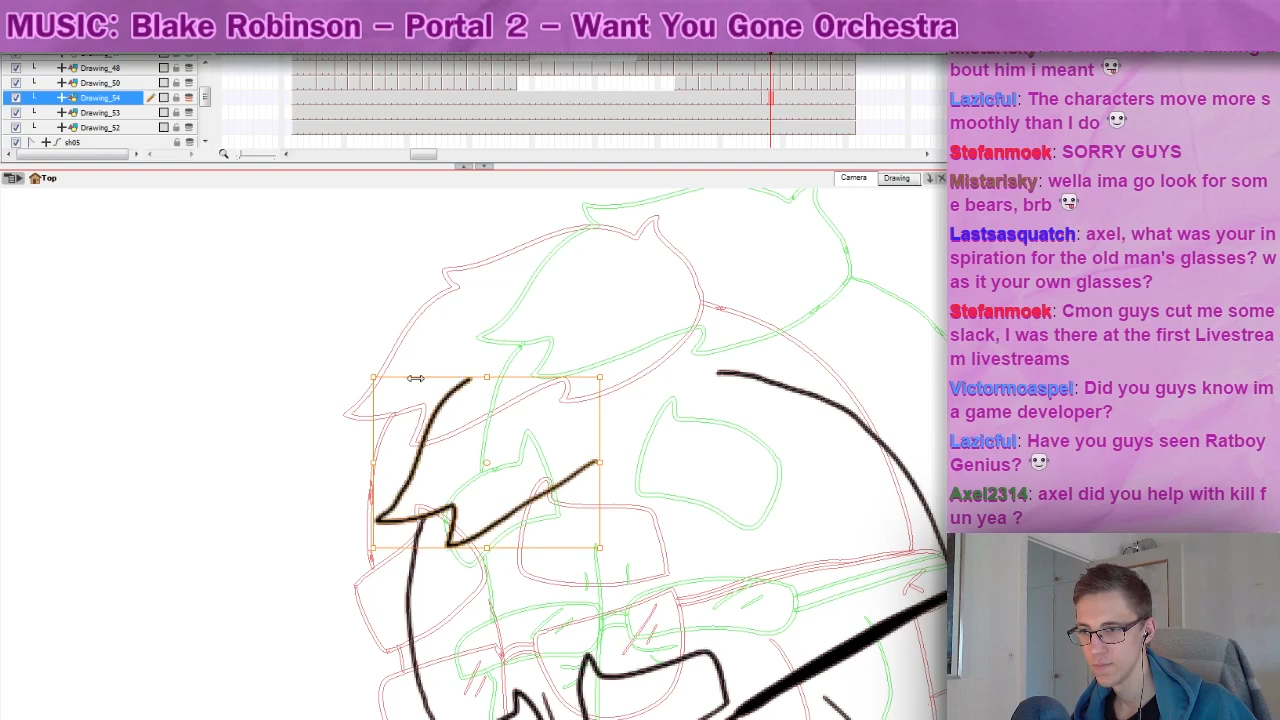 MUSIC: Blake Robinson – Portal 2 – Want You Gone Orchestra
Drawing_48
Drawing_50
Drawing_54
Drawing_53
Drawing_52
sh05
Top
Camera
Drawing
bout him i meant
Lazicful: The characters move more s
moothly than I do
Stefanmoek: SORRY GUYS
Mistarisky: wella ima go look for som
e bears, brb
Lastsasquatch: axel, what was your in
spiration for the old man's glasses? w
as it your own glasses?
Stefanmoek: Cmon guys cut me some
slack, I was there at the first Livestrea
m livestreams
Victormoaspel: Did you guys know im
a game developer?
Lazicful: Have you guys seen Ratboy
Genius?
Axel2314: axel did you help with kill f
un yea ?